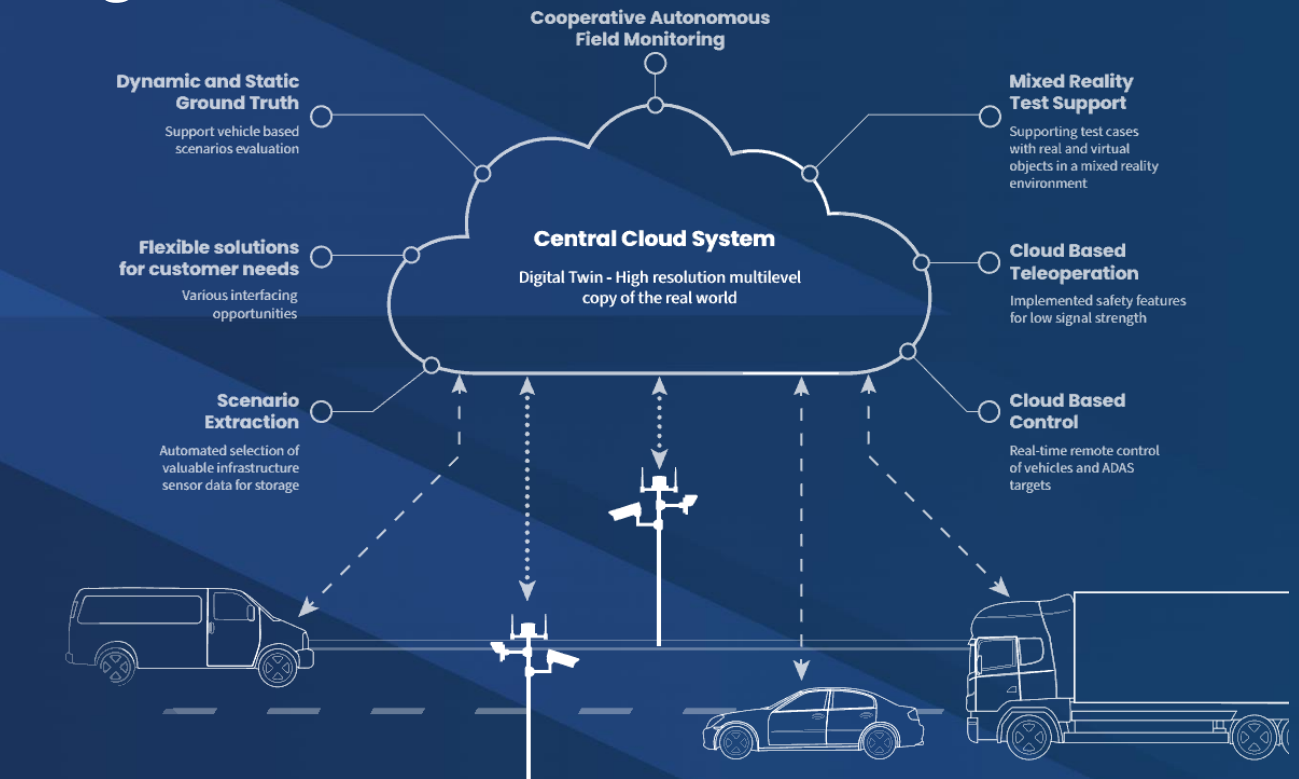 Cooperative Autonomous
Field Monitoring
Dynamic and Static
Ground Truth
Support vehicle based
scenarios evaluation
Flexible solutions
for customer needs
Various interfacing
opportunities
Scenario
Extraction
Automated selection of
valuable infrastructure
sensor data for storage
Central Cloud System
Digital Twin - High resolution multilevel
copy of the real world
Mixed Reality
Test Support
Supporting test cases
with real and virtual
objects in a mixed reality
environment
Cloud Based
Teleoperation
Implemented safety features
for low signal strength
Cloud Based
Control
Real-time remote control
of vehicles and ADAS
targets